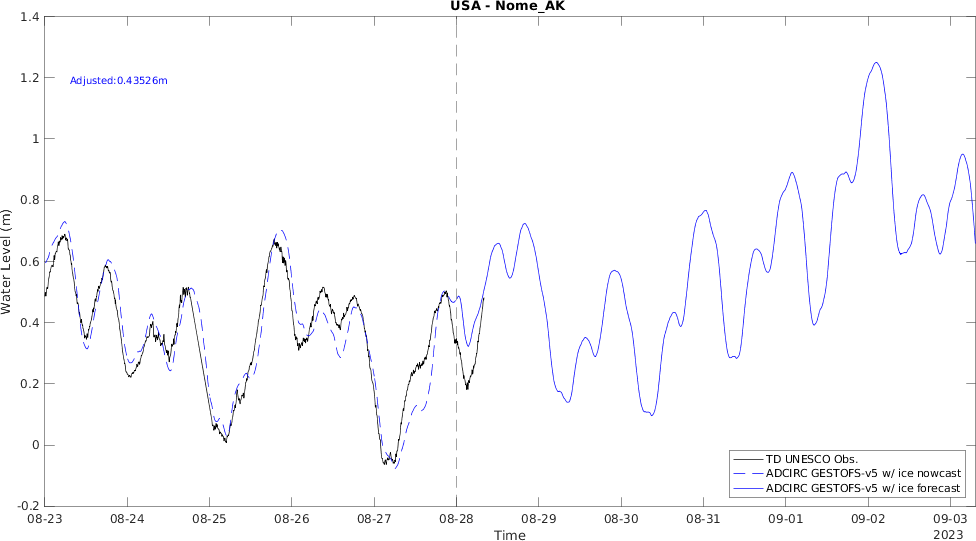 USA - Nome_AK
1.4
1.2
1
0.8
0.6
0.4
0.2
0
-0.2
Water Level (m)
Adjusted:0.43526m
TD UNESCO Obs.
ADCIRC GESTOFS-v5 w/ ice nowcast
ADCIRC GESTOFS-v5 w/ ice forecast
08-23 08-24 08-25 08-26 08-27 08-28 08-29 08-30 08-31 09-01 09-02 09-03
Time
2023